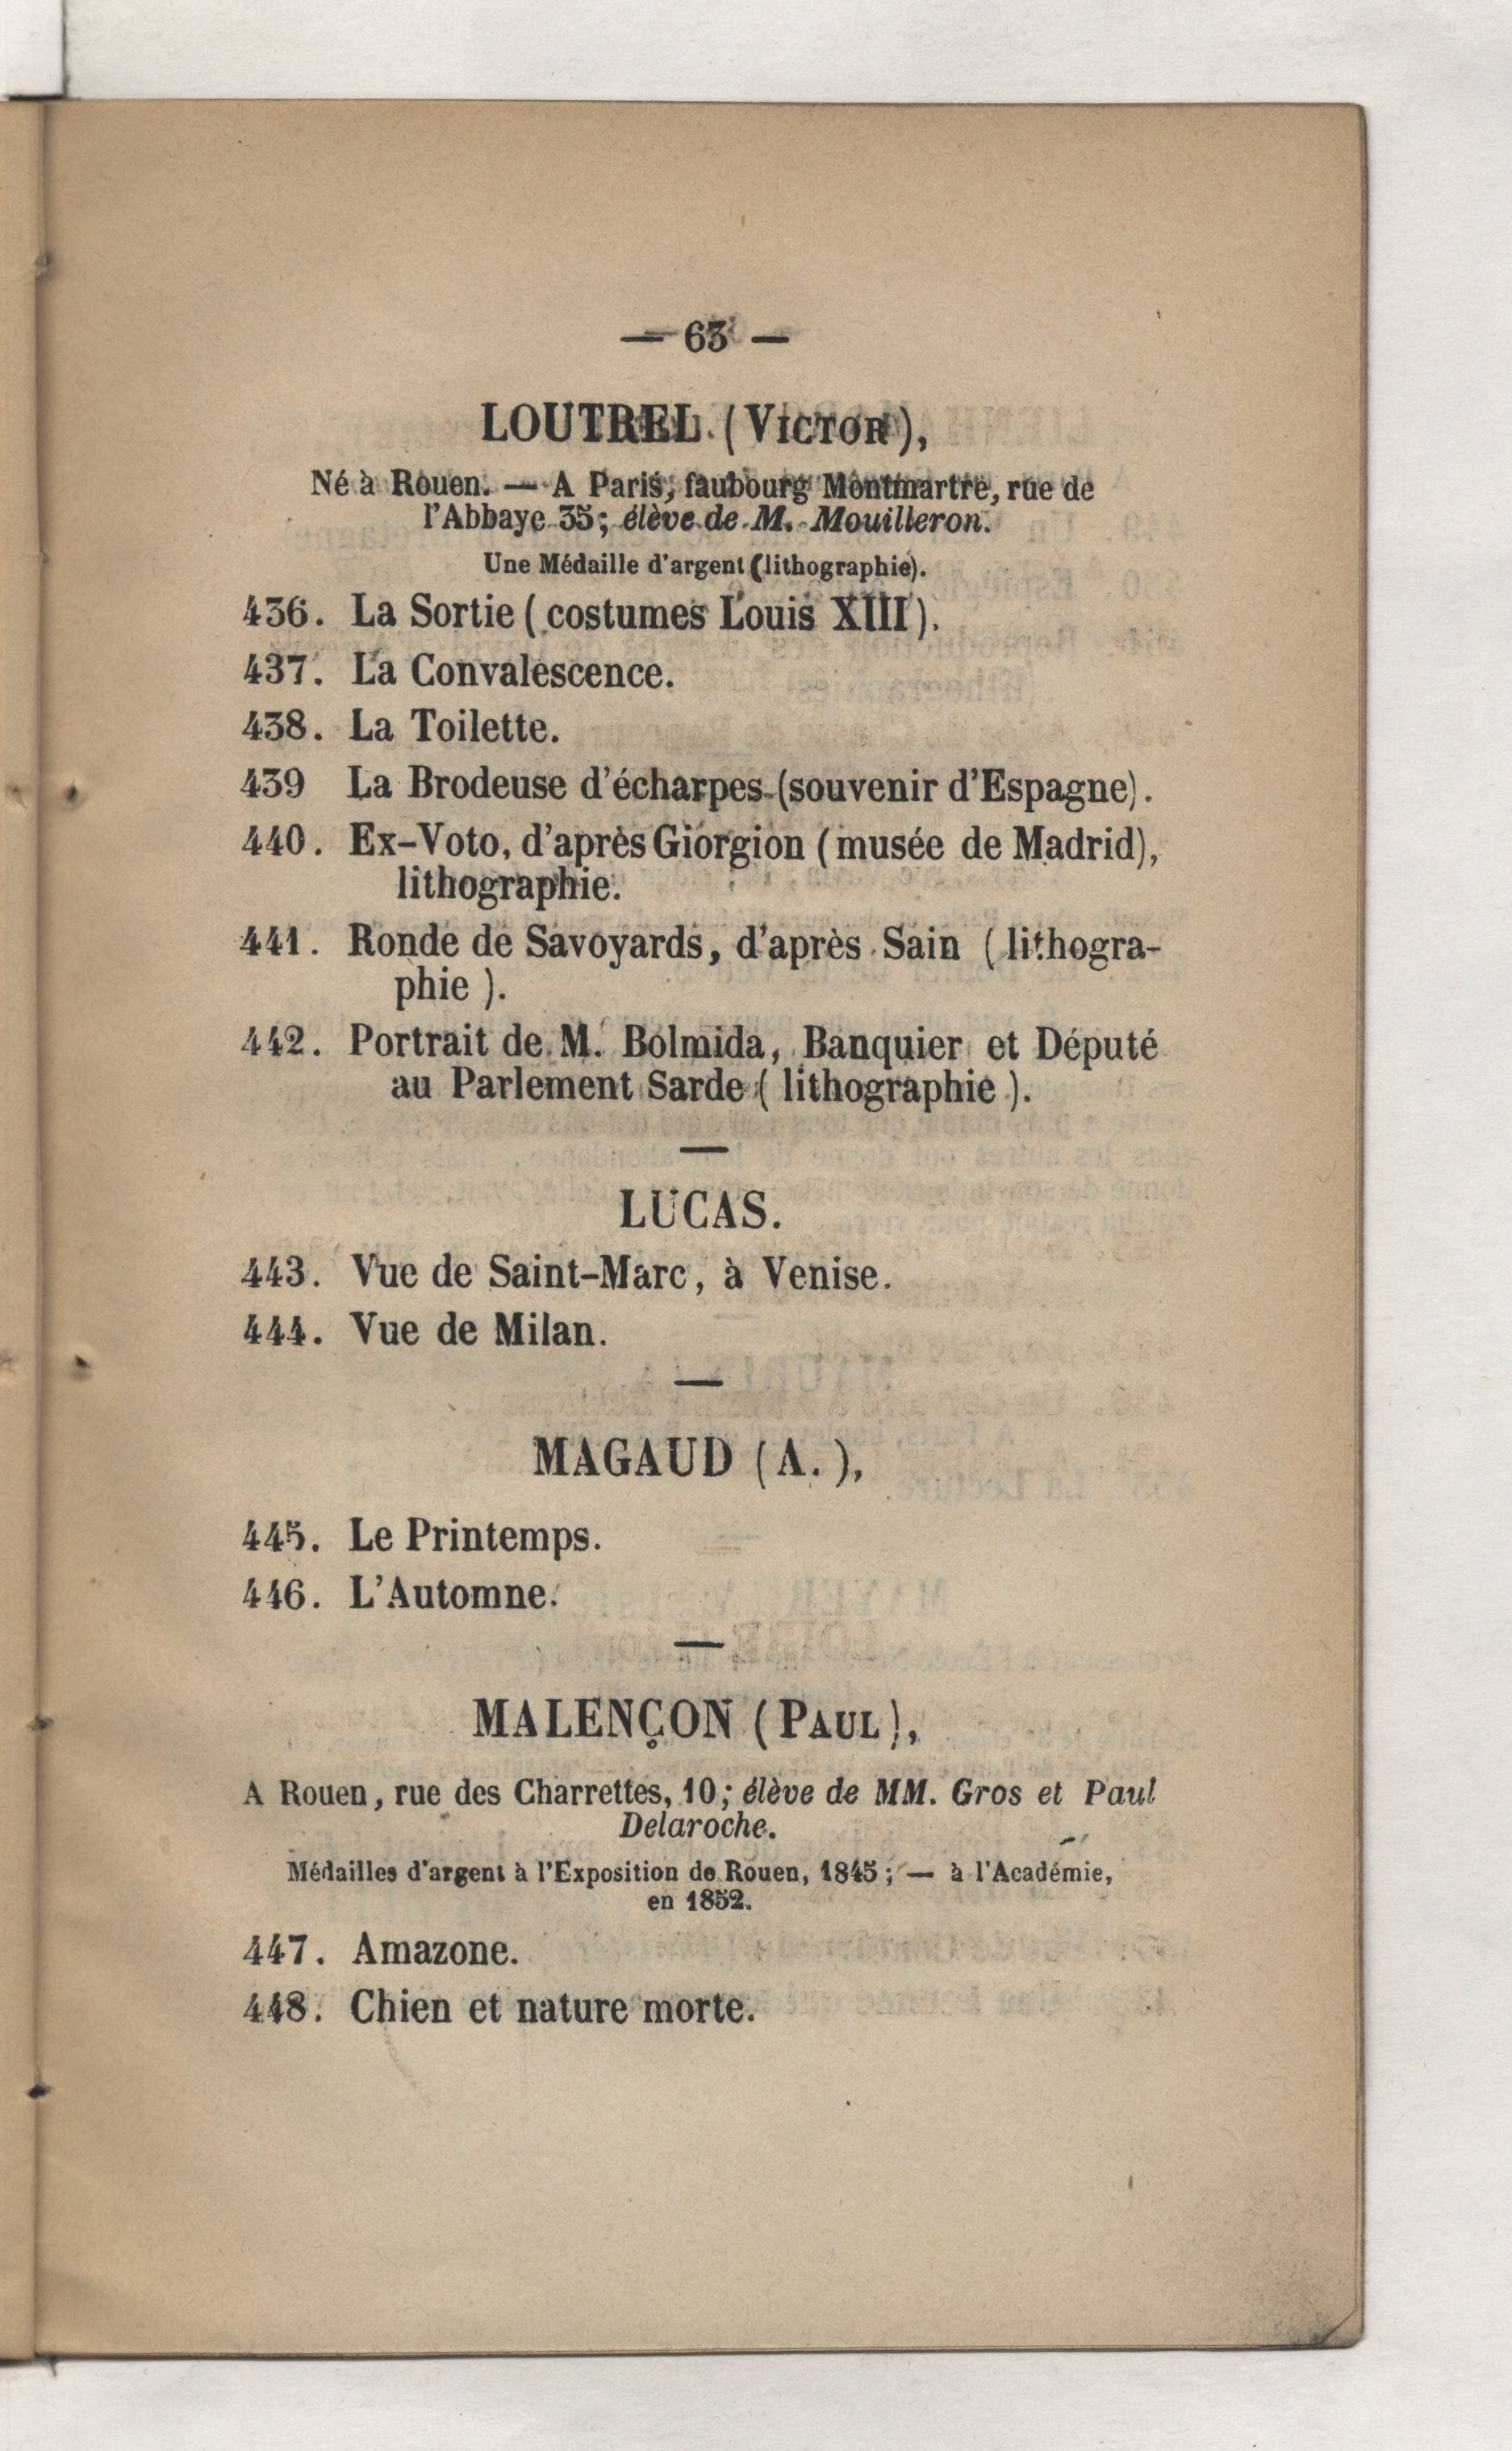 — 63 —
LOUTREL (VICTOR),
Né à Rouen. — A Paris, faubourg Montmartre, rue de
l'Abbaye 35; élève de M. Mouilleron.
Une Médaille d'argent (lithographie).
436. La Sortie ( costumes Louis XIII ).
437. La Convalescence.
438. La Toilette.
439 La Brodeuse d'écharpes (souvenir d'Espagne).
440. Ex-Voto, d'après Giorgion ( musée de Madrid),
lithographie.
441. Ronde de Savoyards, d'après Sain ( lithogra-
phie ).
442. Portrait de M. Bolmida, Banquier et Député
au Parlement Sarde ( lithographie ).
—
LUCAS.
443. Vue de Saint-Marc, à Venise.
444. Vue de Milan.
—
MAGAUD (A.),
445. Le Printemps.
446. L'Automne.
—
MALENÇON (PAUL),
A Rouen, rue des Charrettes, 10; élève de MM. Gros et Paul
Delaroche.
Médailles d'argent à l'Exposition de Rouen, 1845; — à l'Académie,
en 1852.
447. Amazone.
448. Chien et nature morte.